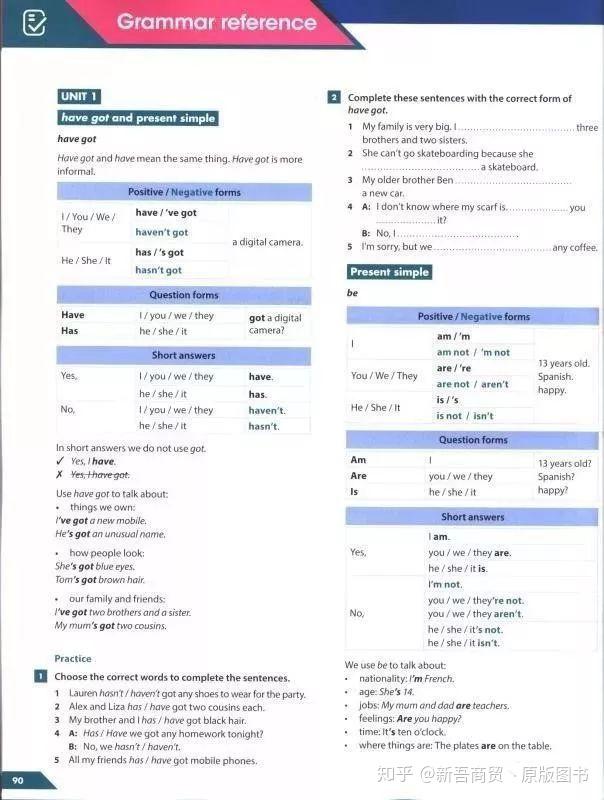 Grammar reference
UNIT 1
have got and present simple
have got
Have got and have mean the same thing. Have got is more
informal.
Positive / Negative forms
I / You / We /
They
have / 've got
haven't got
He / She / It
has / 's got
hasn't got
a digital camera.
Question forms
Have I / you / we / they got a digital
Has he / she / it camera?
Short answers
Yes, I / you / we / they have.
he / she / it has.
No, I / you / we / they haven't.
he / she / it hasn't.
In short answers we do not use got.
✓ Yes, I have.
✗ Yes, I have got.
Use have got to talk about:
• things we own:
I've got a new mobile.
He's got an unusual name.
• how people look:
She's got blue eyes.
Tom's got brown hair.
• our family and friends:
I've got two brothers and a sister.
My mum's got two cousins.
Practice
1 Choose the correct words to complete the sentences.
1 Lauren hasn't / haven't got any shoes to wear for the party.
2 Alex and Liza has / have got two cousins each.
3 My brother and I has / have got black hair.
4 A: Has / Have we got any homework tonight?
B: No, we hasn't / haven't.
5 All my friends has / have got mobile phones.
2 Complete these sentences with the correct form of
have got.
1 My family is very big. I .............................. three
brothers and two sisters.
2 She can't go skateboarding because she
.............................. a skateboard.
3 My older brother Ben ..............................
a new car.
4 A: I don't know where my scarf is. .................. you
.................. it?
B: No, I ..............................
5 I'm sorry, but we .............................. any coffee.
Present simple
be
Positive / Negative forms
I am / 'm
am not / 'm not
You / We / They are / 're
are not / aren't
He / She / It is / 's
is not / isn't
13 years old.
Spanish.
happy.
Question forms
Am I 13 years old?
Are you / we / they Spanish?
Is he / she / it happy?
Short answers
Yes,
I am.
you / we / they are.
he / she / it is.
No,
I'm not.
you / we / they're not.
you / we / they aren't.
he / she / it's not.
he / she / it isn't.
We use be to talk about:
• nationality: I'm French.
• age: She's 14.
• jobs: My mum and dad are teachers.
• feelings: Are you happy?
• time: It's ten o'clock.
• where things are: The plates are on the table.
90
知乎 @新吾商贸、原版图书